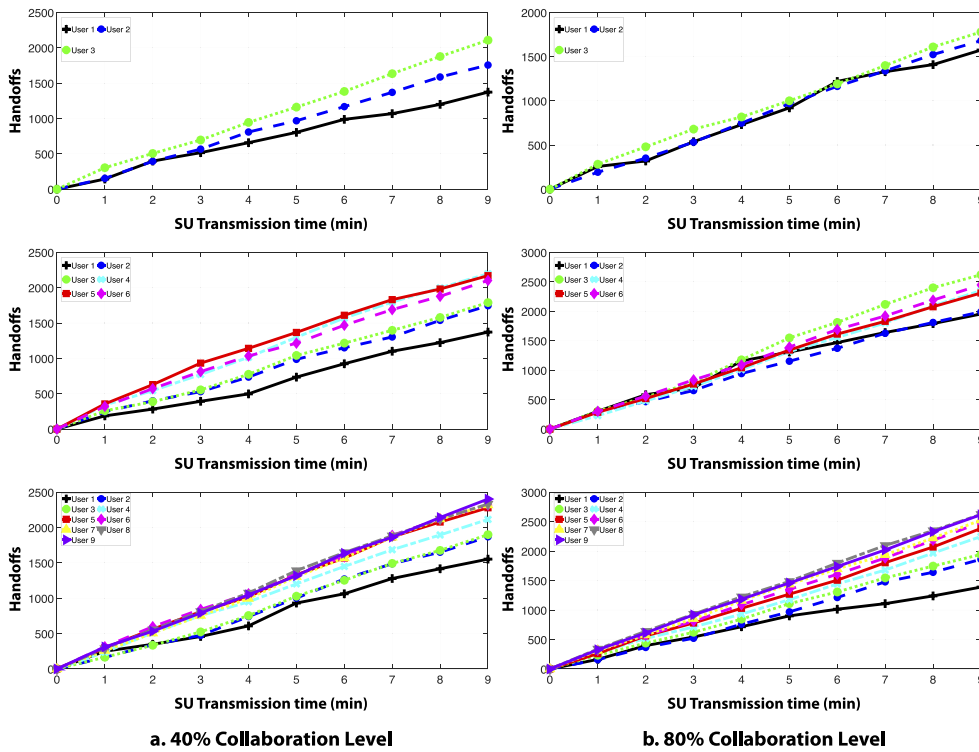 2500
2000
1500
1000
500
0
Handoffs
User 1 User 2
User 3
0 1 2 3 4 5 6 7 8 9
SU Transmission time (min)
2000
1500
1000
500
0
Handoffs
User 1 User 2
User 3
0 1 2 3 4 5 6 7 8 9
SU Transmission time (min)
2500
2000
1500
1000
500
0
Handoffs
User 1 User 2
User 3 User 4
User 5 User 6
0 1 2 3 4 5 6 7 8 9
SU Transmission time (min)
3000
2500
2000
1500
1000
500
0
Handoffs
User 1 User 2
User 3 User 4
User 5 User 6
0 1 2 3 4 5 6 7 8 9
SU Transmission time (min)
2500
2000
1500
1000
500
0
Handoffs
User 1 User 2
User 3 User 4
User 5 User 6
User 7 User 8
User 9
0 1 2 3 4 5 6 7 8 9
SU Transmission time (min)
3000
2500
2000
1500
1000
500
0
Handoffs
User 1 User 2
User 3 User 4
User 5 User 6
User 7 User 8
User 9
0 1 2 3 4 5 6 7 8 9
SU Transmission time (min)
a. 40% Collaboration Level
b. 80% Collaboration Level